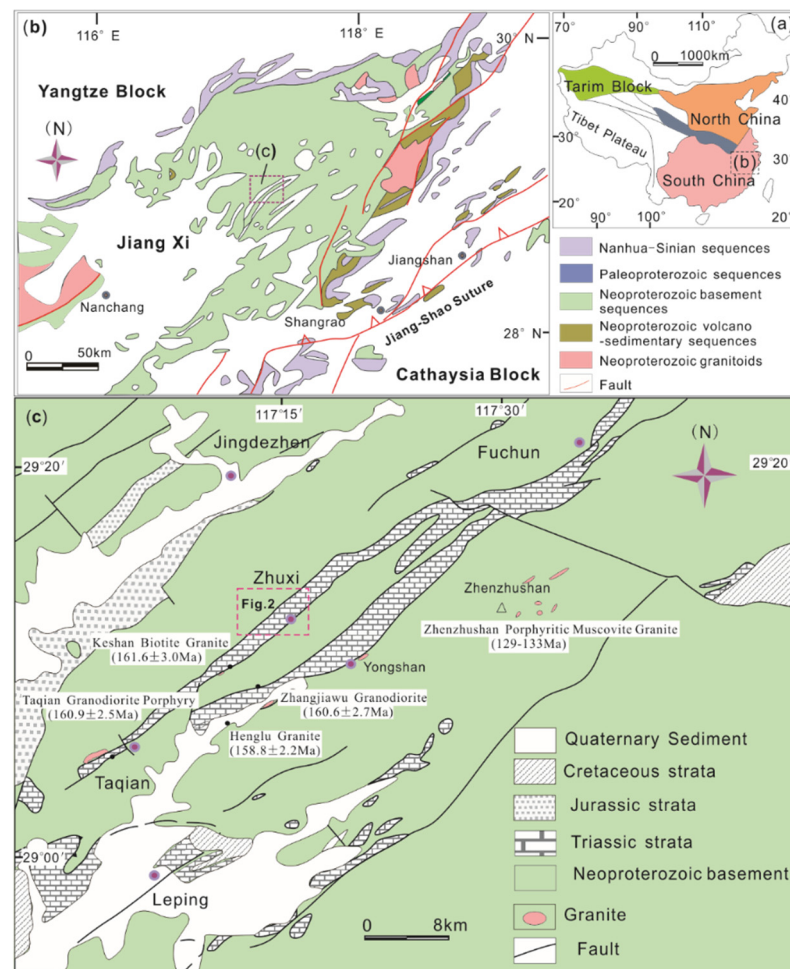 (b)
116° E
118° E
30° N
Yangtze Block
(N)
(c)
Jiang Xi
Nanchang
Jiangshan
Shangrao
Jiang-Shao Suture
28° N
Cathaysia Block
0 50km
(a)
70°
90°
120°
0 1000km
Tarim Block
40
North China
Tibet Plateau
30°
30
(b)
South China
20°
90°
100°
120°
Nanhua-Sinian sequences
Paleoproterozoic sequences
Neoproterozoic basement
sequences
Neoproterozoic volcano
-sedimentary sequences
Neoproterozoic granitoids
Fault
(c)
117°15′
117°30′
Jingdezhen
Fuchun
(N)
29°20′
29°20
Zhuxi
Fig.2
Zhenzhushan
Keshan Biotite Granite
(161.6±3.0Ma)
Zhenzhushan Porphyritic Muscovite Granite
(129-133Ma)
Yongshan
Taqian Granodiorite Porphyry
(160.9±2.5Ma)
Zhangjiawu Granodiorite
(160.6±2.7Ma)
Henglu Granite
(158.8±2.2Ma)
Taqian
29°00′
Leping
0 8km
Quaternary Sediment
Cretaceous strata
Jurassic strata
Triassic strata
Neoproterozoic basement
Granite
Fault